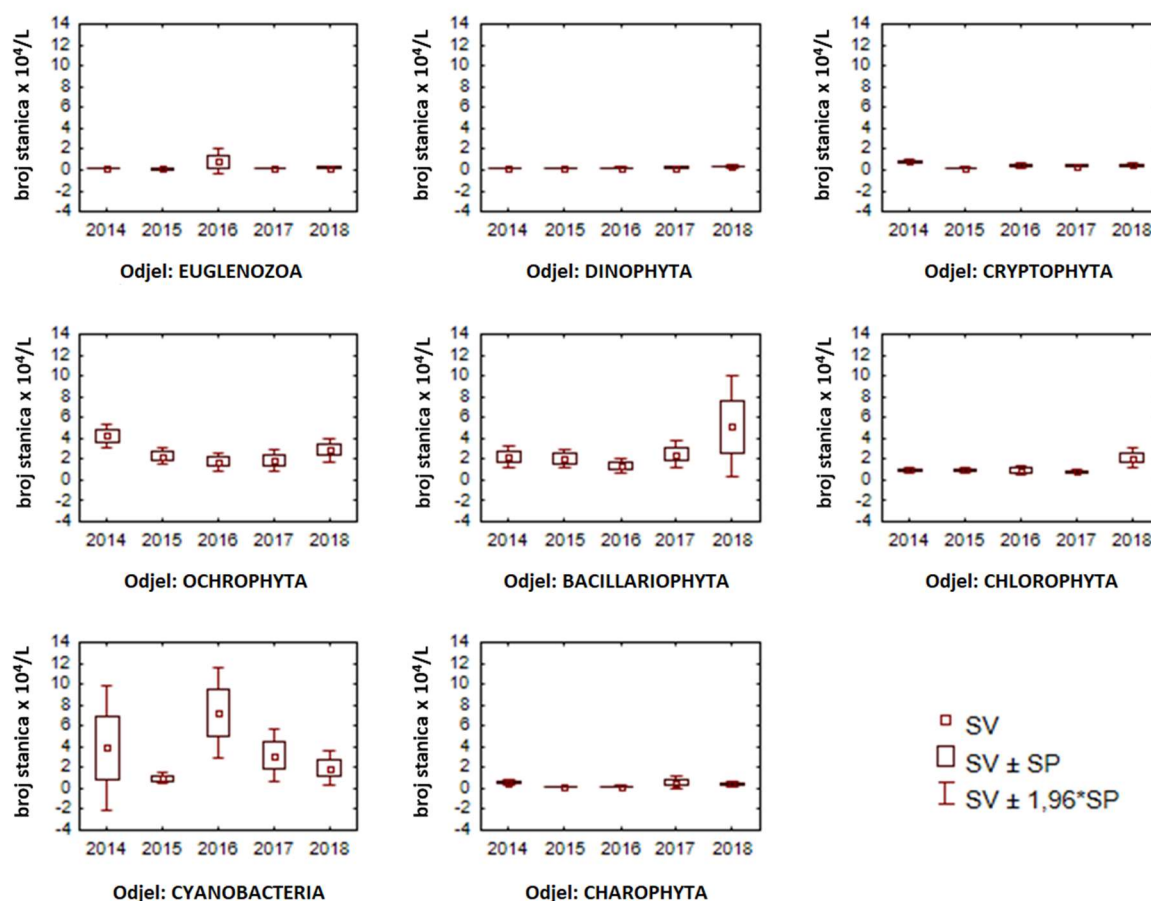 broj stanica x 10⁴/L
14
12
10
8
6
4
2
0
-2
-4
2014 2015 2016 2017 2018
Odjel: EUGLENOZOA
broj stanica x 10⁴/L
14
12
10
8
6
4
2
0
-2
-4
2014 2015 2016 2017 2018
Odjel: DINOPHYTA
broj stanica x 10⁴/L
14
12
10
8
6
4
2
0
-2
-4
2014 2015 2016 2017 2018
Odjel: CRYPTOPHYTA
broj stanica x 10⁴/L
14
12
10
8
6
4
2
0
-2
-4
2014 2015 2016 2017 2018
Odjel: OCHROPHYTA
broj stanica x 10⁴/L
14
12
10
8
6
4
2
0
-2
-4
2014 2015 2016 2017 2018
Odjel: BACILLARIOPHYTA
broj stanica x 10⁴/L
14
12
10
8
6
4
2
0
-2
-4
2014 2015 2016 2017 2018
Odjel: CHLOROPHYTA
broj stanica x 10⁴/L
14
12
10
8
6
4
2
0
-2
-4
2014 2015 2016 2017 2018
Odjel: CYANOBACTERIA
broj stanica x 10⁴/L
14
12
10
8
6
4
2
0
-2
-4
2014 2015 2016 2017 2018
Odjel: CHAROPHYTA
SV
SV ± SP
SV ± 1,96*SP